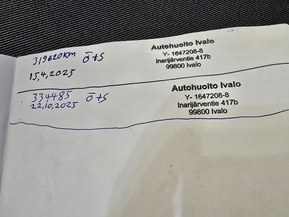 319620KM ō+S
15,4,2025
Autohuolto Ivalo
Y- 1647208-8
Inarijärventie 417b
99800 Ivalo
334485 ō+S
22,10,2025
Autohuolto Ivalo
Y- 1647208-8
Inarijärventie 417b
99800 Ivalo